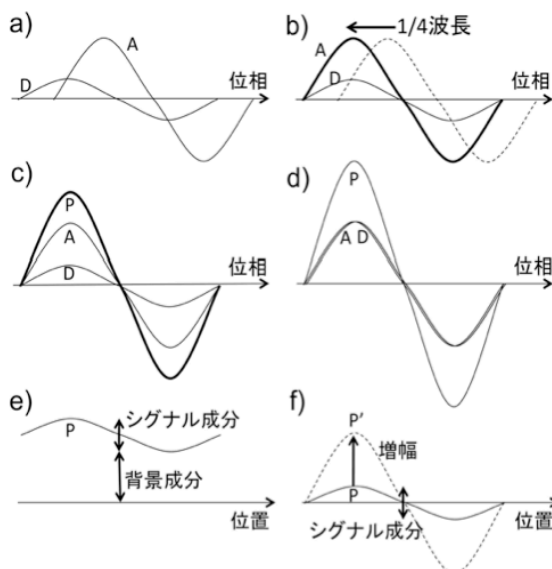 a)
A
D
位相
b)
1/4波長
A
D
位相
c)
P
A
D
位相
d)
P
A D
位相
e)
シグナル成分
P
背景成分
位置
f)
P'
増幅
P
シグナル成分
位置